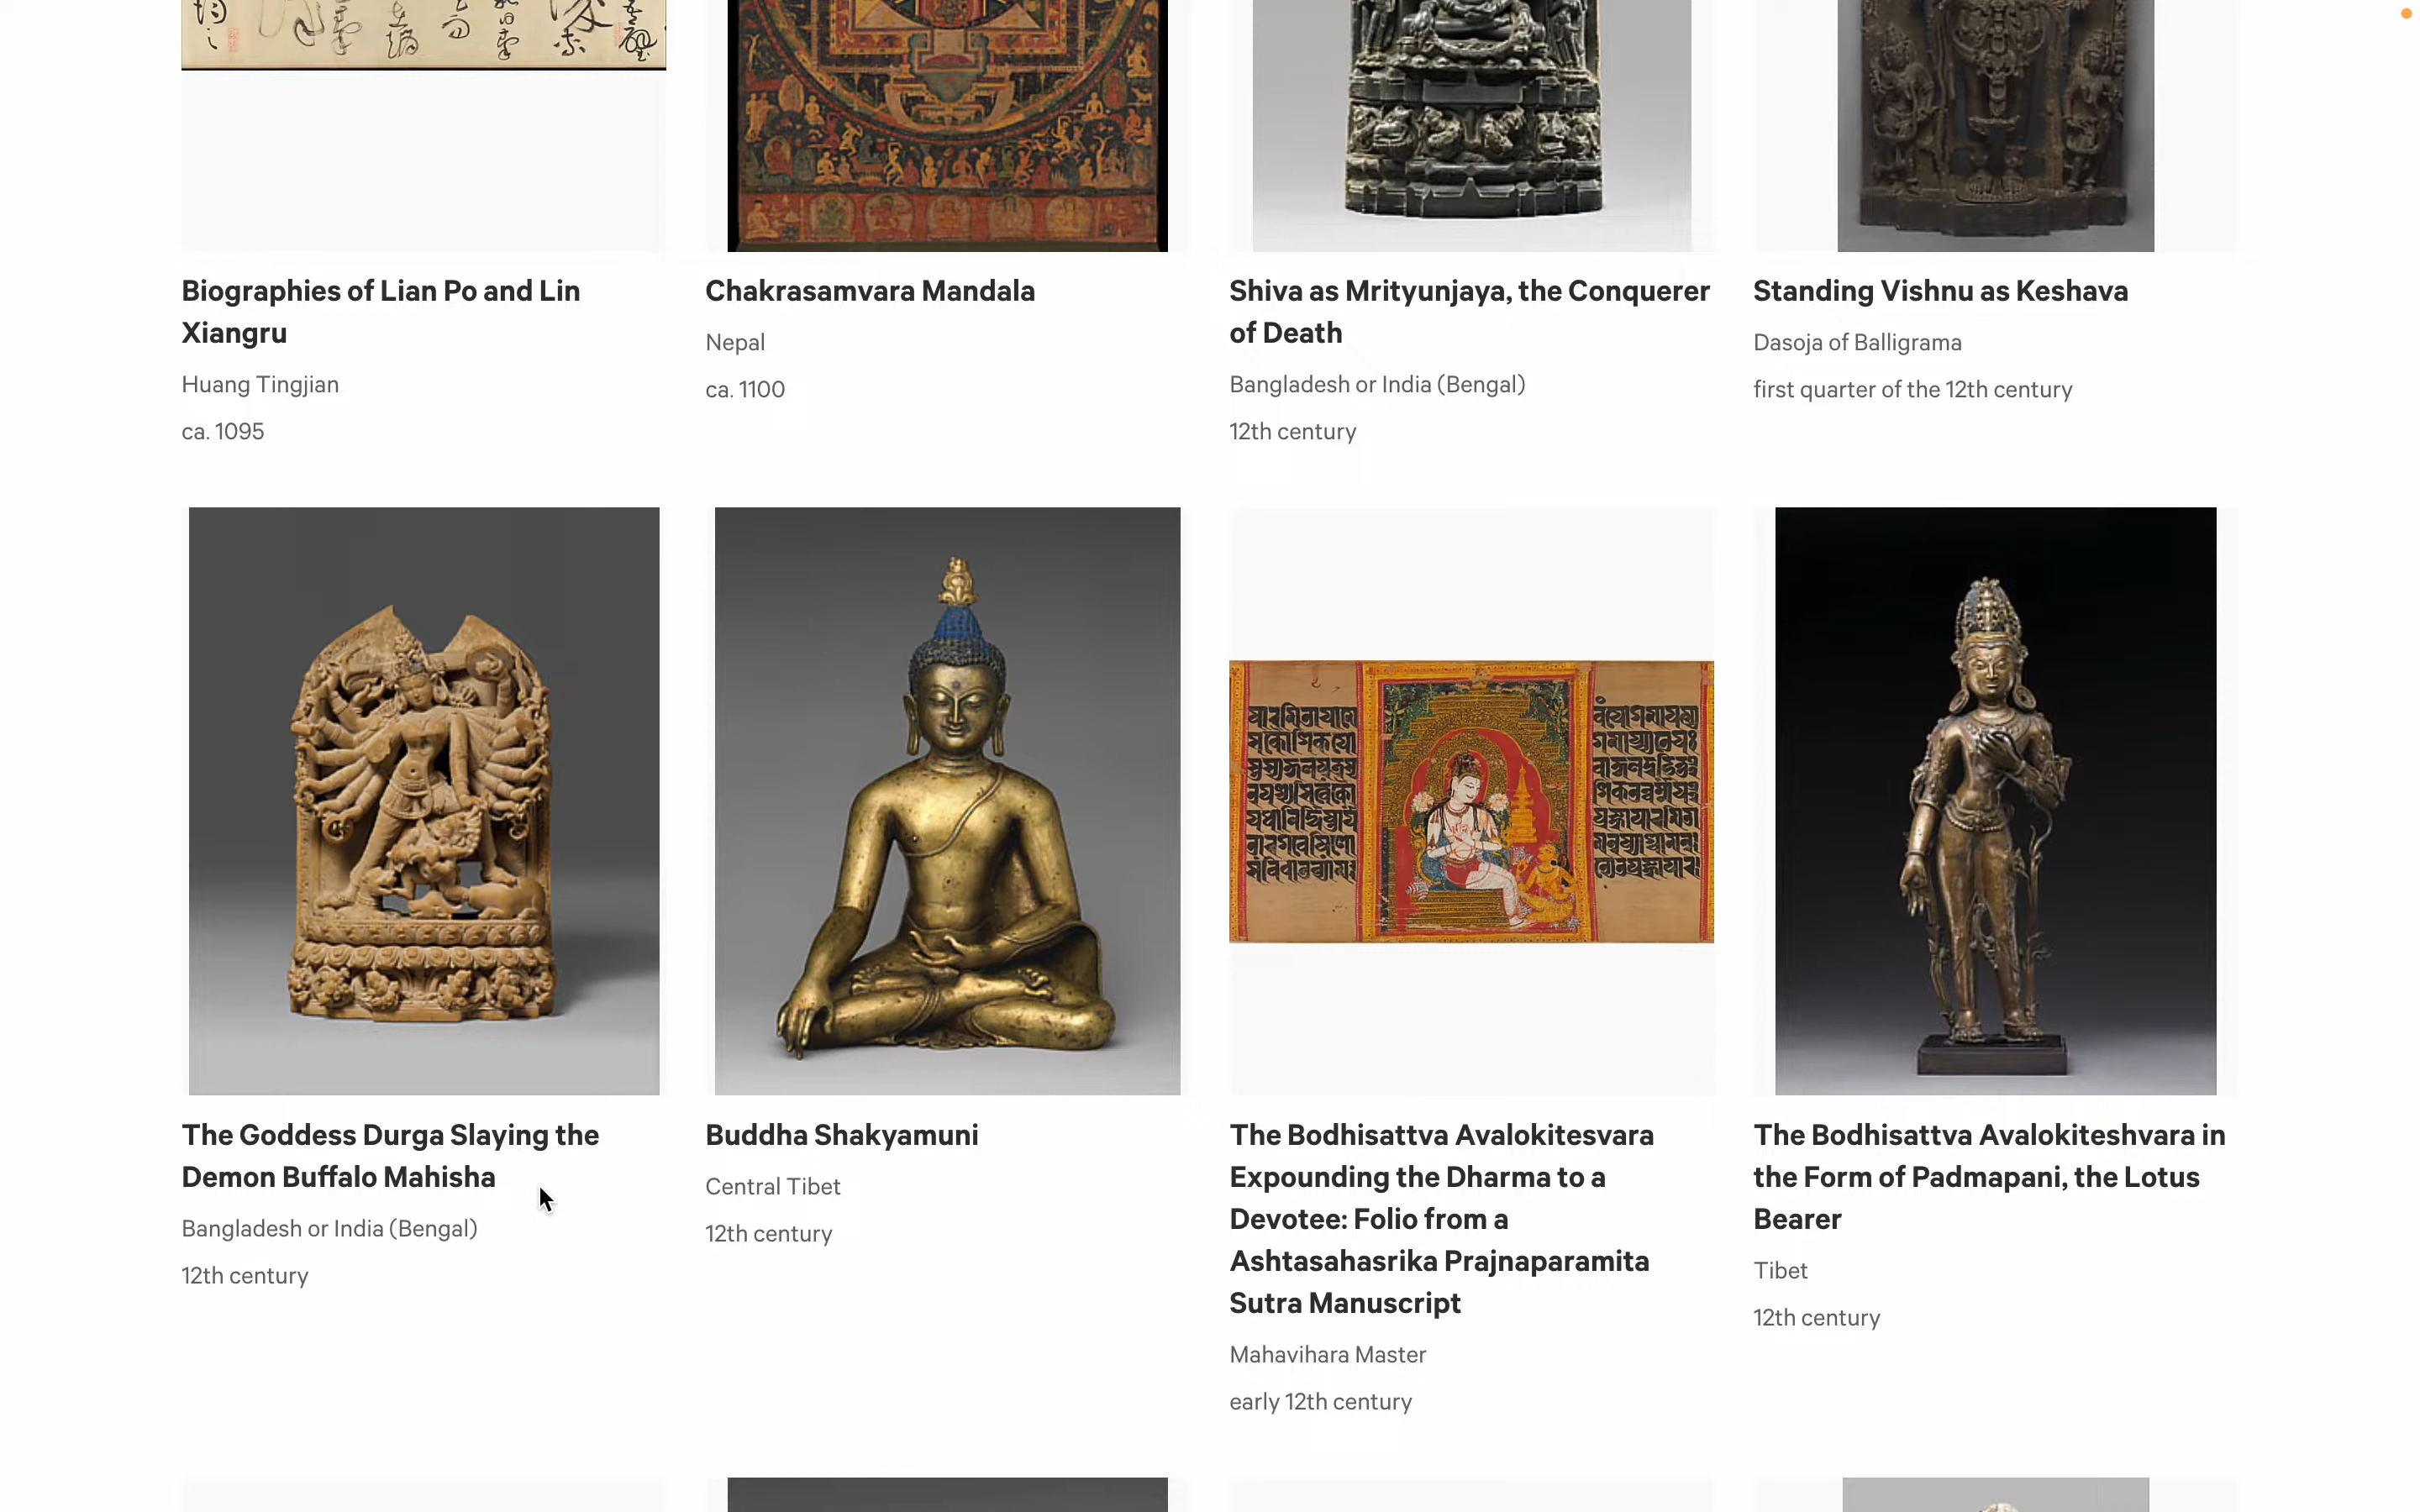 Biographies of Lian Po and Lin
Xiangru
Huang Tingjian
ca. 1095
Chakrasamvara Mandala
Nepal
ca. 1100
Shiva as Mrityunjaya, the Conquerer
of Death
Bangladesh or India (Bengal)
12th century
Standing Vishnu as Keshava
Dasoja of Balligrama
first quarter of the 12th century
The Goddess Durga Slaying the
Demon Buffalo Mahisha
Bangladesh or India (Bengal)
12th century
Buddha Shakyamuni
Central Tibet
12th century
The Bodhisattva Avalokitesvara
Expounding the Dharma to a
Devotee: Folio from a
Ashtasahasrika Prajnaparamita
Sutra Manuscript
Mahavihara Master
early 12th century
The Bodhisattva Avalokiteshvara in
the Form of Padmapani, the Lotus
Bearer
Tibet
12th century